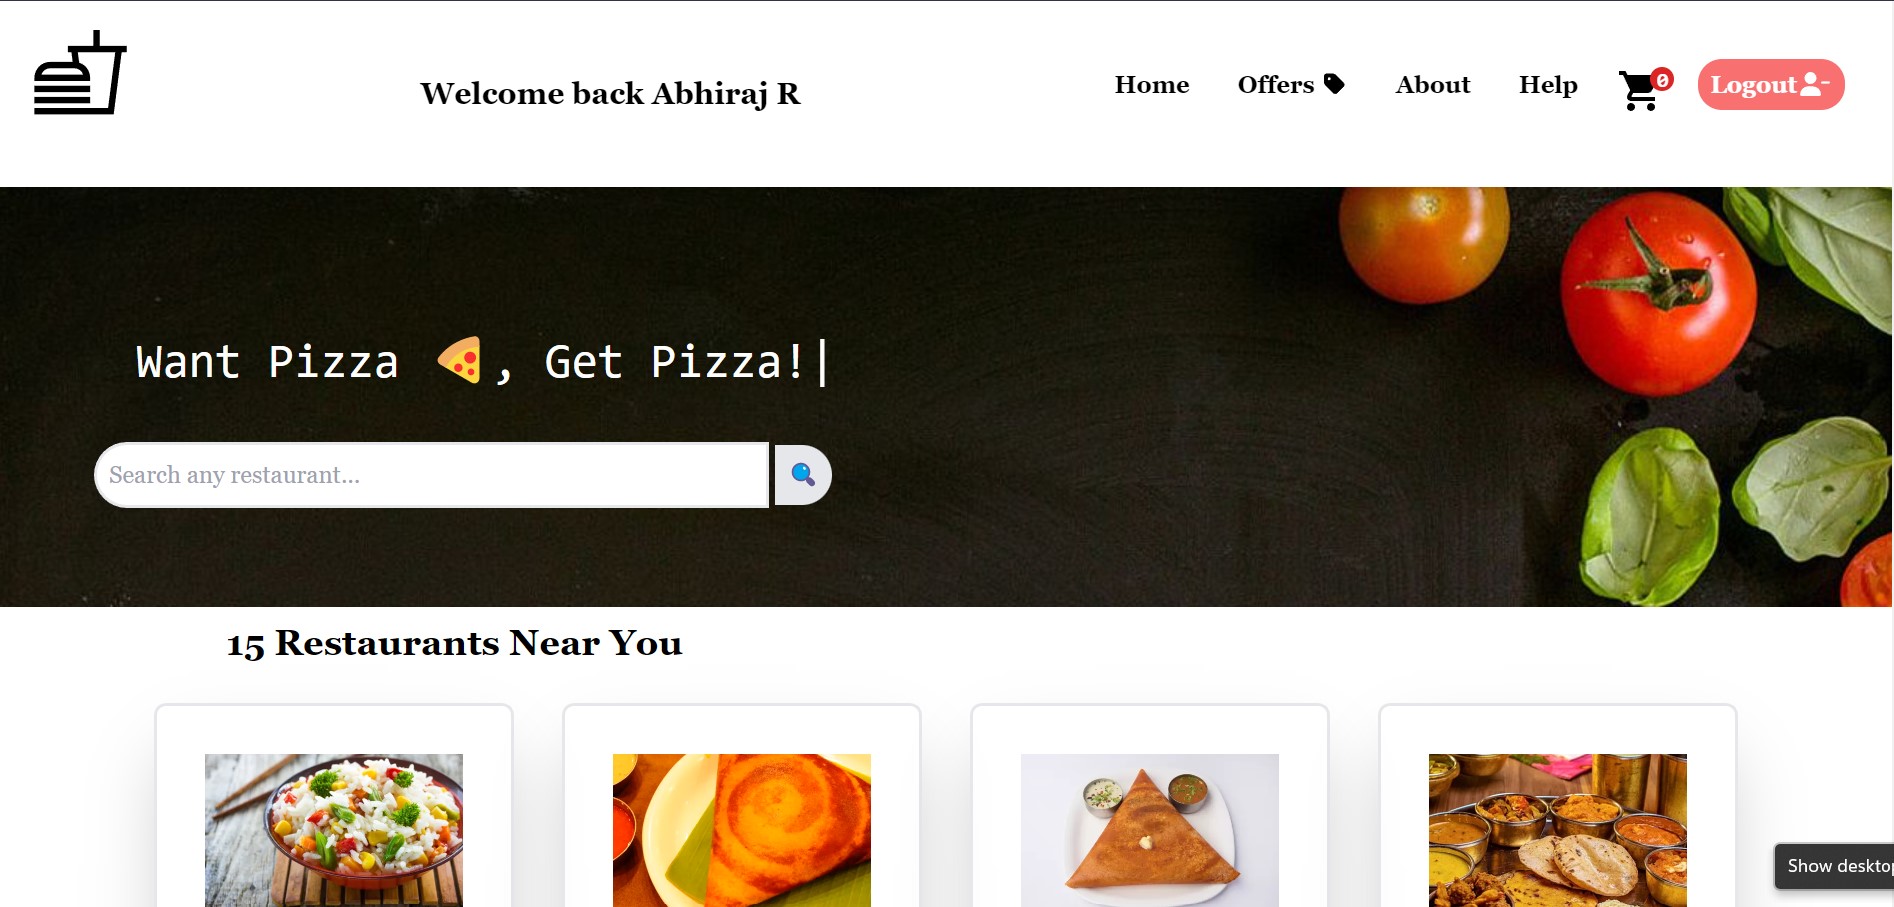 Welcome back Abhiraj R
Home Offers About Help 0 Logout
Want Pizza 🍕, Get Pizza!|
Search any restaurant...
15 Restaurants Near You
Show deskto